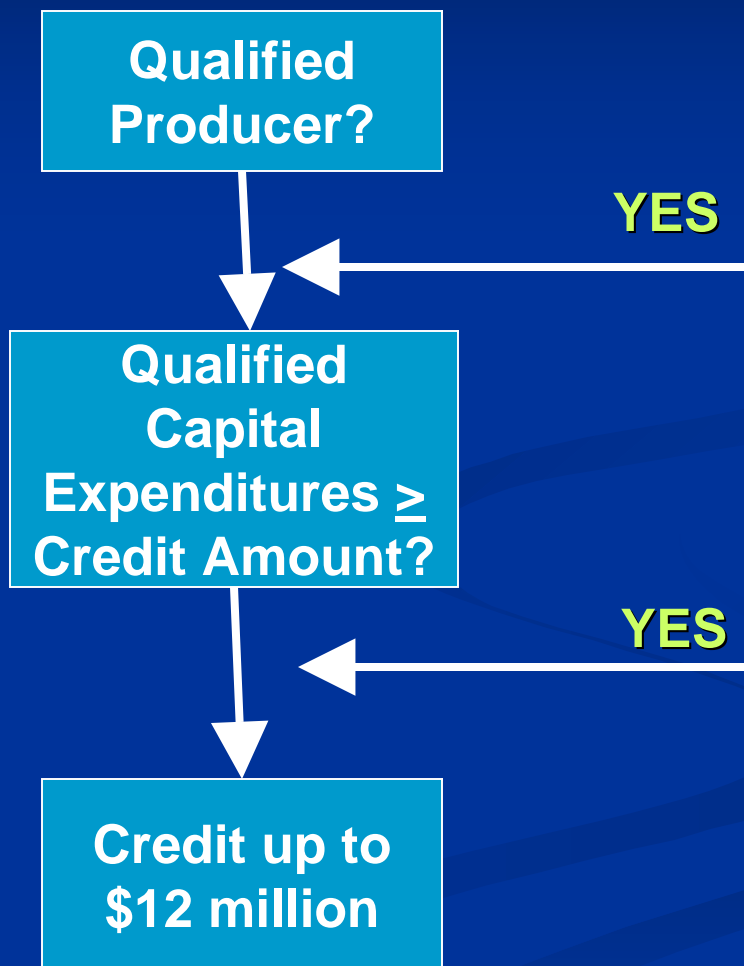 Qualified
Producer?
YES
Qualified
Capital
Expenditures ≥
Credit Amount?
YES
Credit up to
$12 million